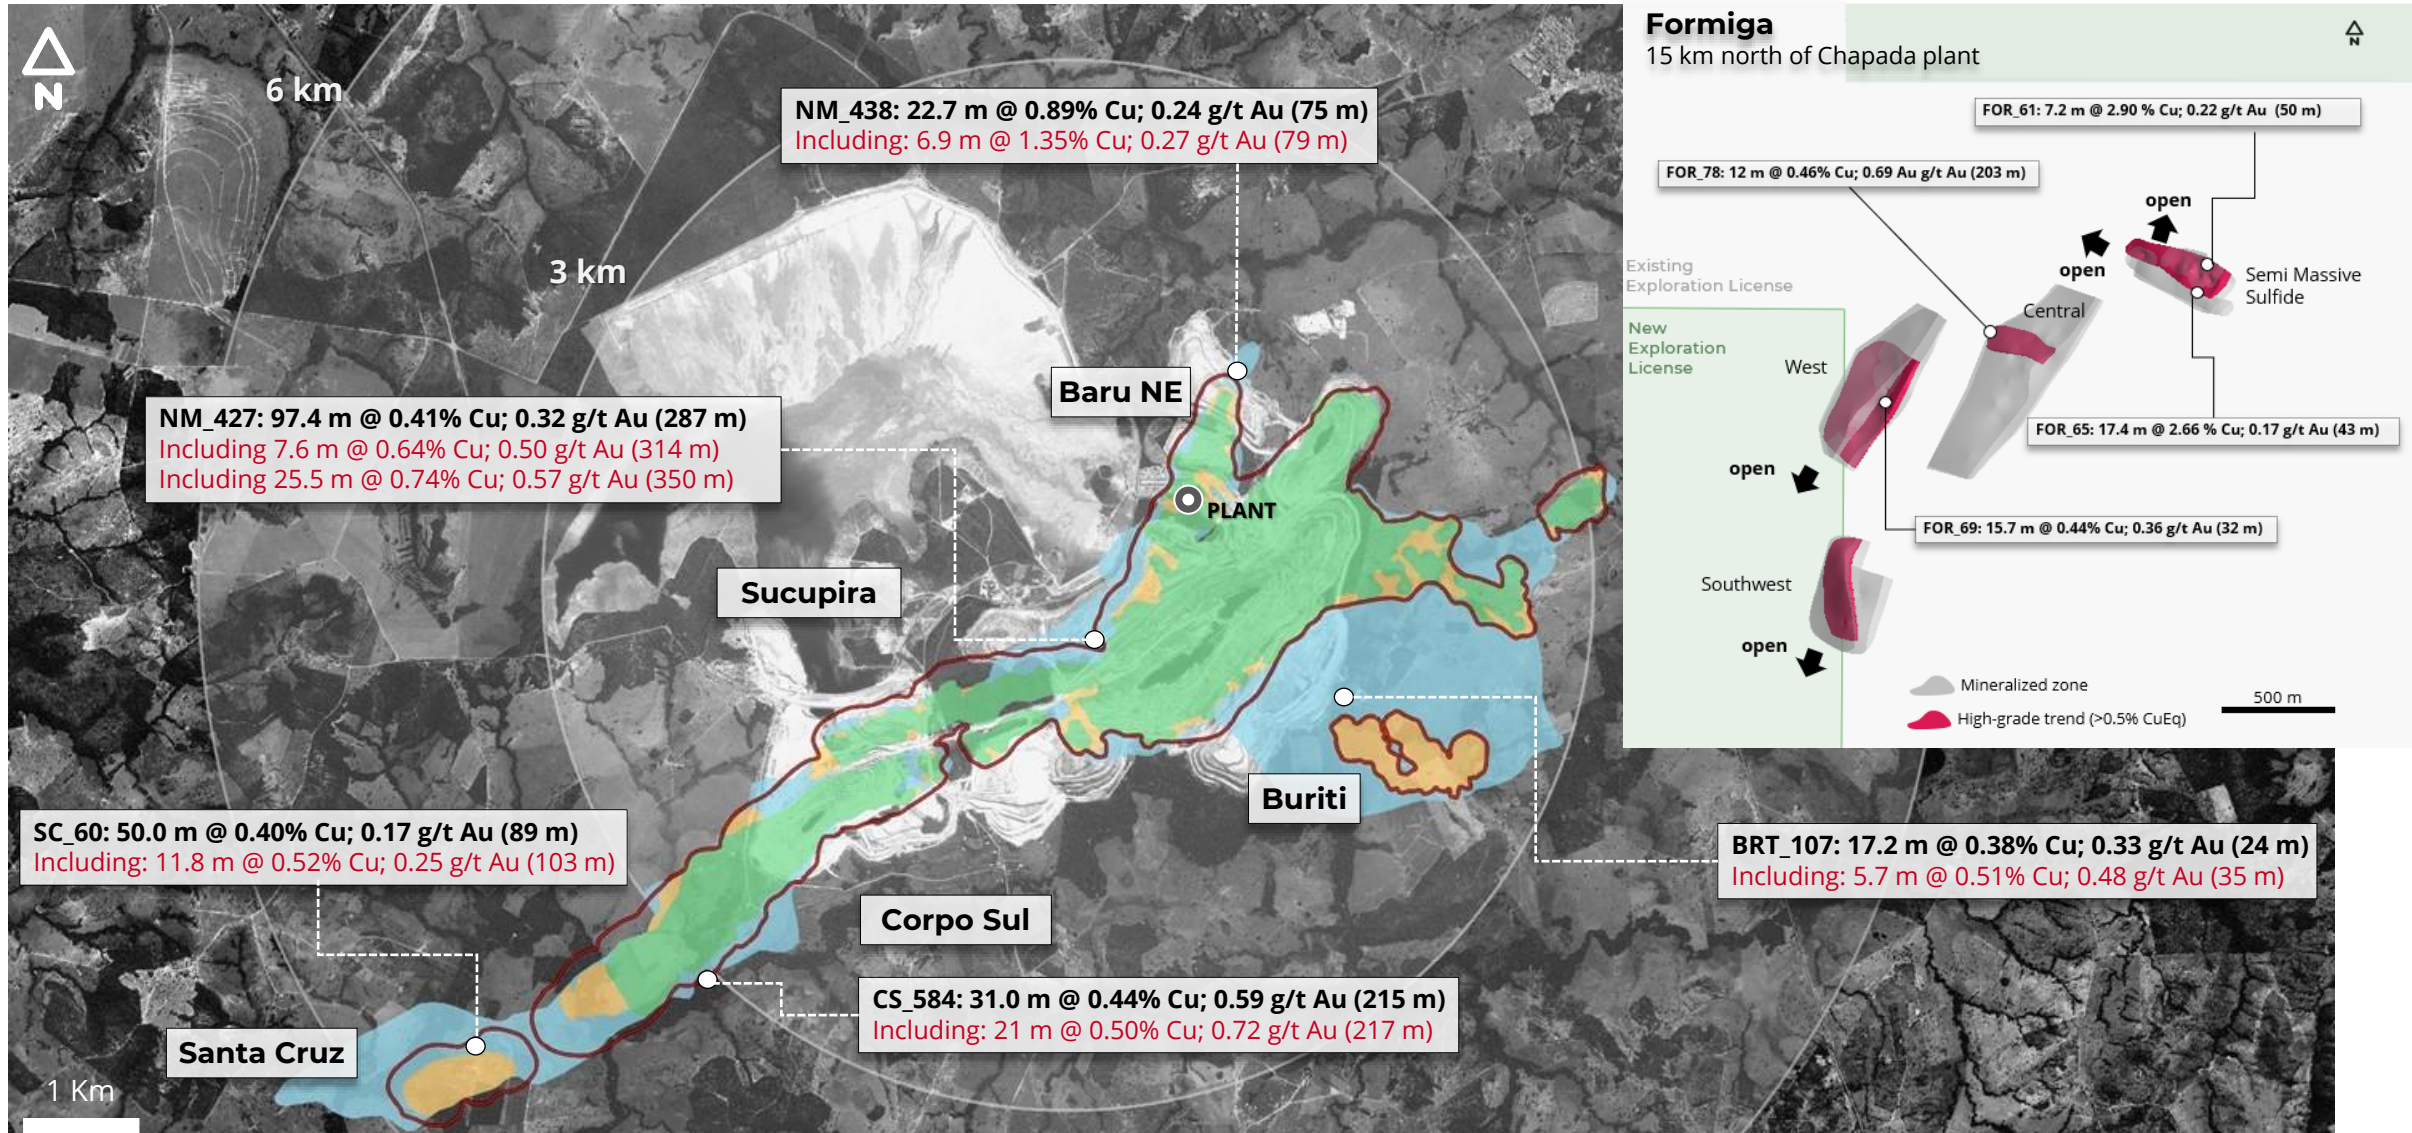 N
6 km
3 km
NM_438: 22.7 m @ 0.89% Cu; 0.24 g/t Au (75 m)
Including: 6.9 m @ 1.35% Cu; 0.27 g/t Au (79 m)
Baru NE
NM_427: 97.4 m @ 0.41% Cu; 0.32 g/t Au (287 m)
Including 7.6 m @ 0.64% Cu; 0.50 g/t Au (314 m)
Including 25.5 m @ 0.74% Cu; 0.57 g/t Au (350 m)
PLANT
Sucupira
Buriti
SC_60: 50.0 m @ 0.40% Cu; 0.17 g/t Au (89 m)
Including: 11.8 m @ 0.52% Cu; 0.25 g/t Au (103 m)
BRT_107: 17.2 m @ 0.38% Cu; 0.33 g/t Au (24 m)
Including: 5.7 m @ 0.51% Cu; 0.48 g/t Au (35 m)
Corpo Sul
CS_584: 31.0 m @ 0.44% Cu; 0.59 g/t Au (215 m)
Including: 21 m @ 0.50% Cu; 0.72 g/t Au (217 m)
Santa Cruz
1 Km
Formiga
15 km north of Chapada plant
N
FOR_61: 7.2 m @ 2.90 % Cu; 0.22 g/t Au (50 m)
FOR_78: 12 m @ 0.46% Cu; 0.69 Au g/t Au (203 m)
open
open
Existing
Exploration License
Semi Massive
Sulfide
Central
New
Exploration
License
West
FOR_65: 17.4 m @ 2.66 % Cu; 0.17 g/t Au (43 m)
open
FOR_69: 15.7 m @ 0.44% Cu; 0.36 g/t Au (32 m)
Southwest
open
Mineralized zone
High-grade trend (>0.5% CuEq)
500 m